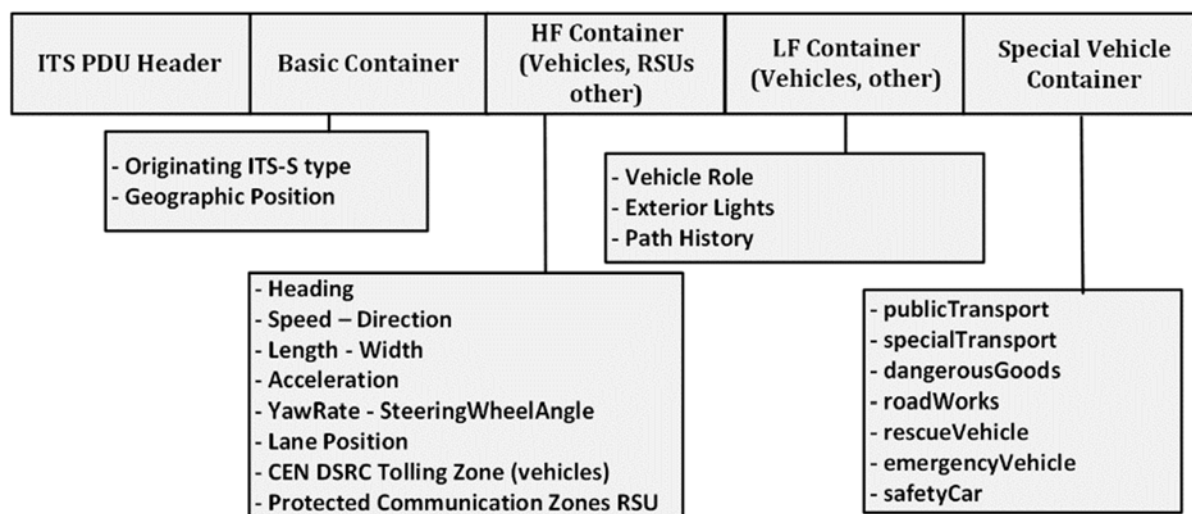 ITS PDU Header
Basic Container
HF Container
(Vehicles, RSUs
other)
LF Container
(Vehicles, other)
Special Vehicle
Container
- Originating ITS-S type
- Geographic Position
- Heading
- Speed – Direction
- Length - Width
- Acceleration
- YawRate - SteeringWheelAngle
- Lane Position
- CEN DSRC Tolling Zone (vehicles)
- Protected Communication Zones RSU
- Vehicle Role
- Exterior Lights
- Path History
- publicTransport
- specialTransport
- dangerousGoods
- roadWorks
- rescueVehicle
- emergencyVehicle
- safetyCar